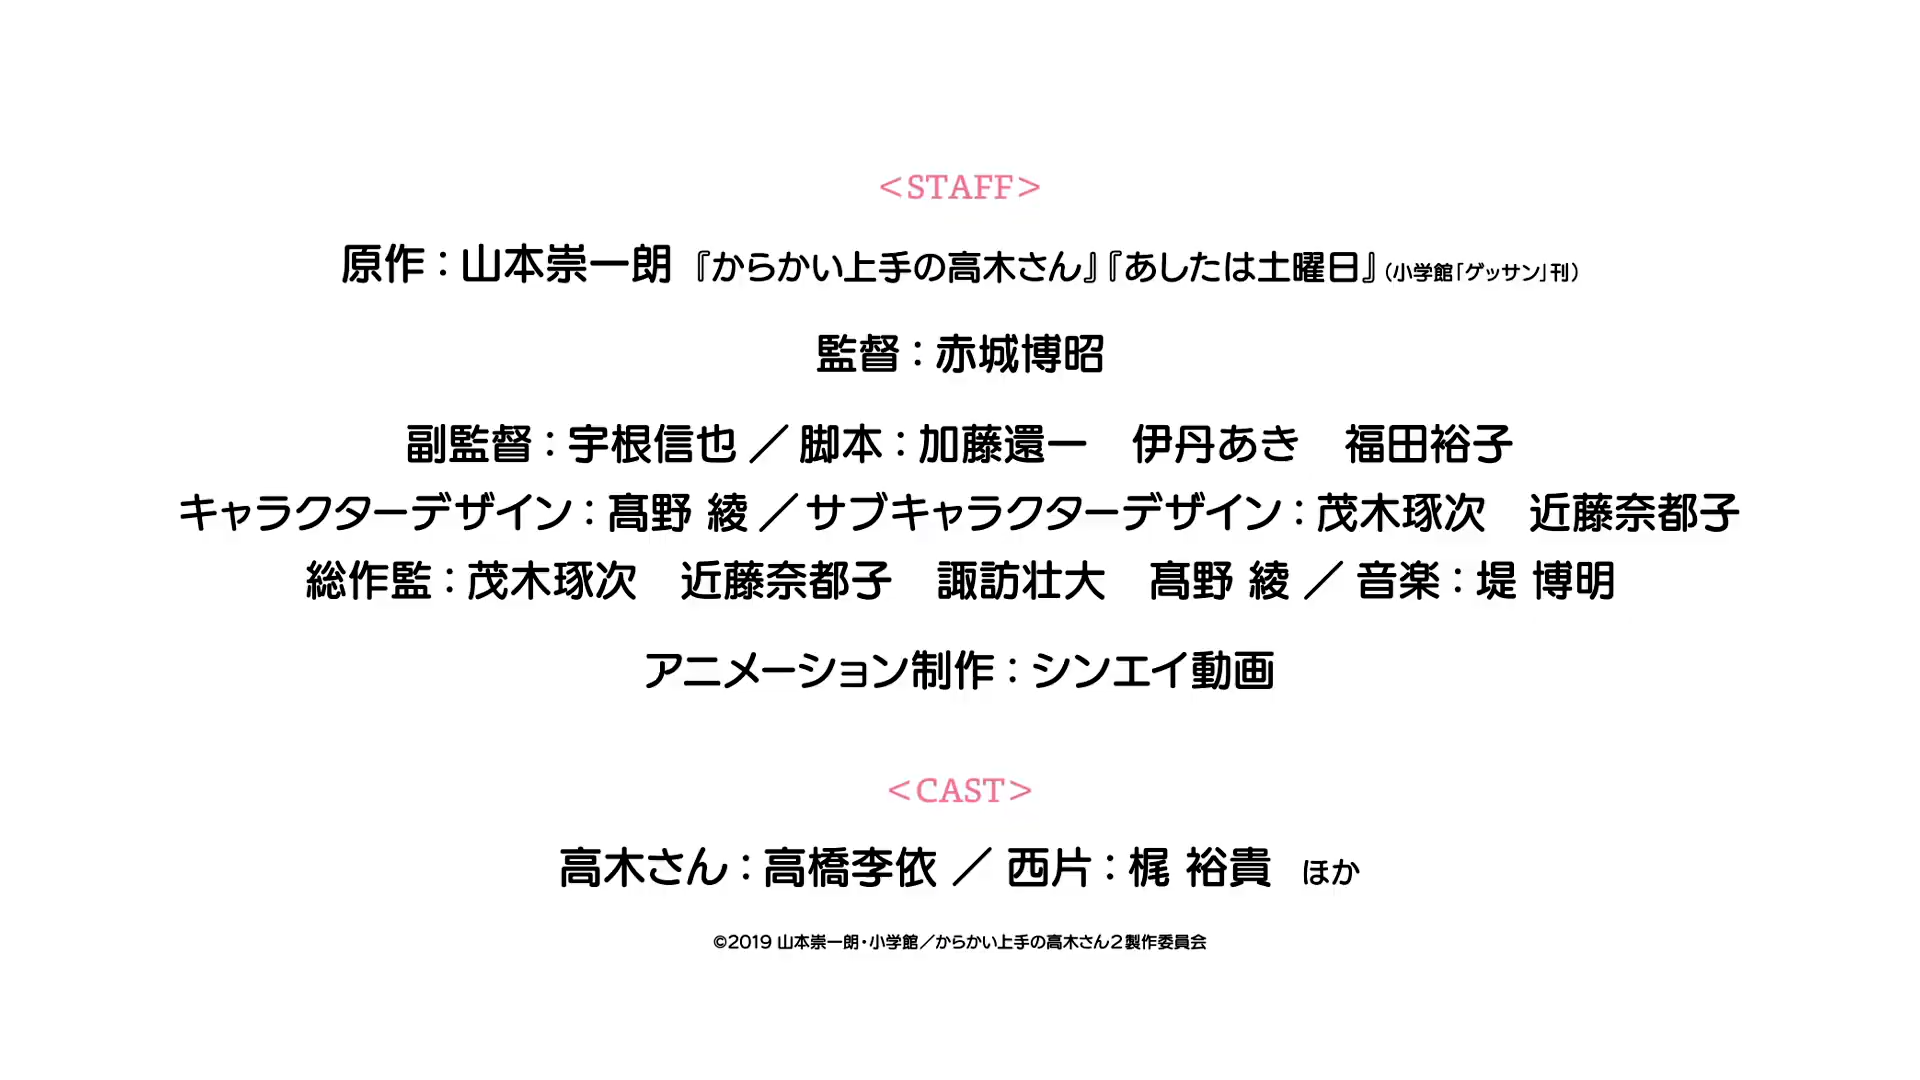 <STAFF>
原作：山本崇一朗 『からかい上手の高木さん』『あしたは土曜日』（小学館「ゲッサン」刊）
監督：赤城博昭
副監督：宇根信也／脚本：加藤還一　伊丹あき　福田裕子
キャラクターデザイン：髙野 綾／サブキャラクターデザイン：茂木琢次　近藤奈都子
総作監：茂木琢次　近藤奈都子　諏訪壮大　髙野 綾／音楽：堤 博明
アニメーション制作：シンエイ動画
<CAST>
高木さん：高橋李依／西片：梶 裕貴　ほか
©2019 山本崇一朗・小学館／からかい上手の高木さん２製作委員会